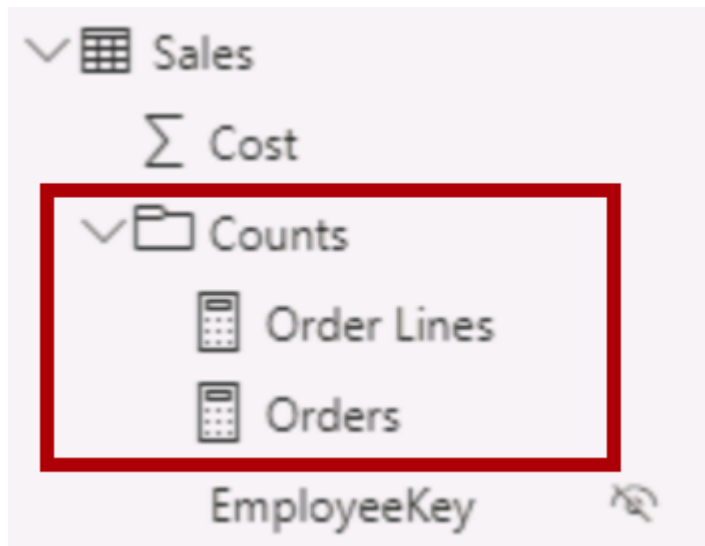 Sales
Cost
Counts
Order Lines
Orders
EmployeeKey